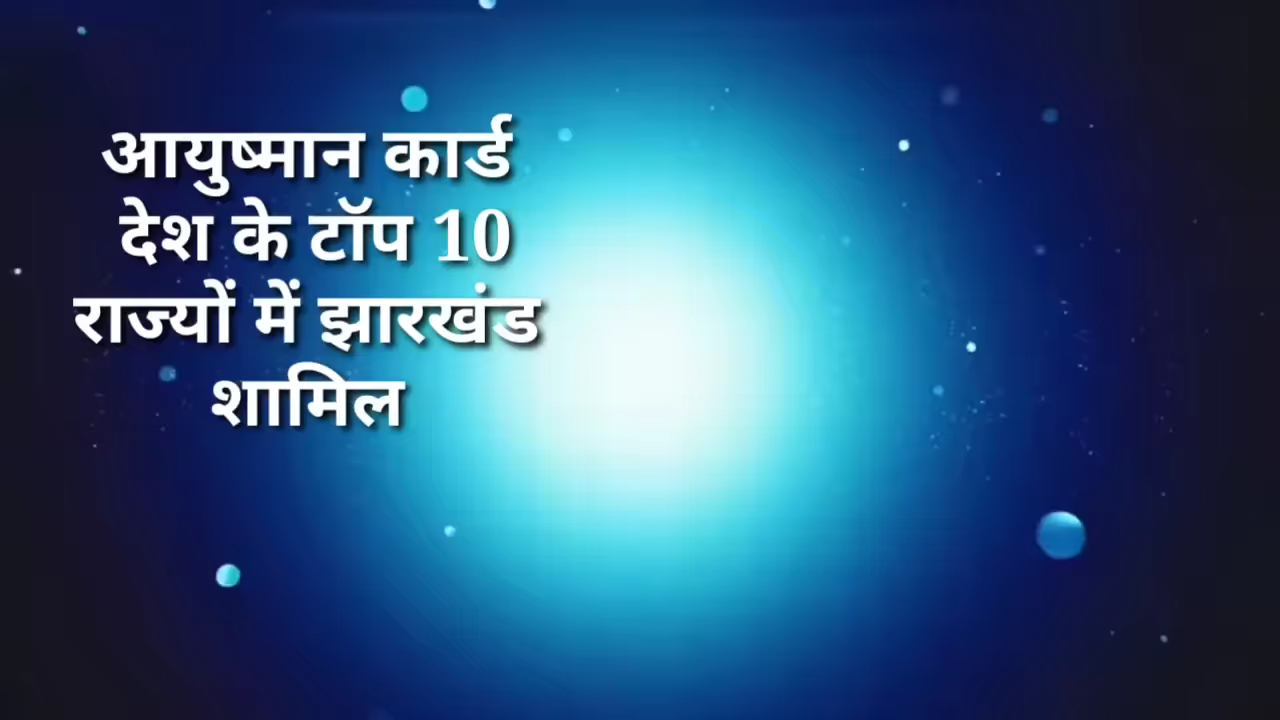 आयुष्मान कार्ड
देश के टॉप 10
राज्यों में झारखंड
शामिल